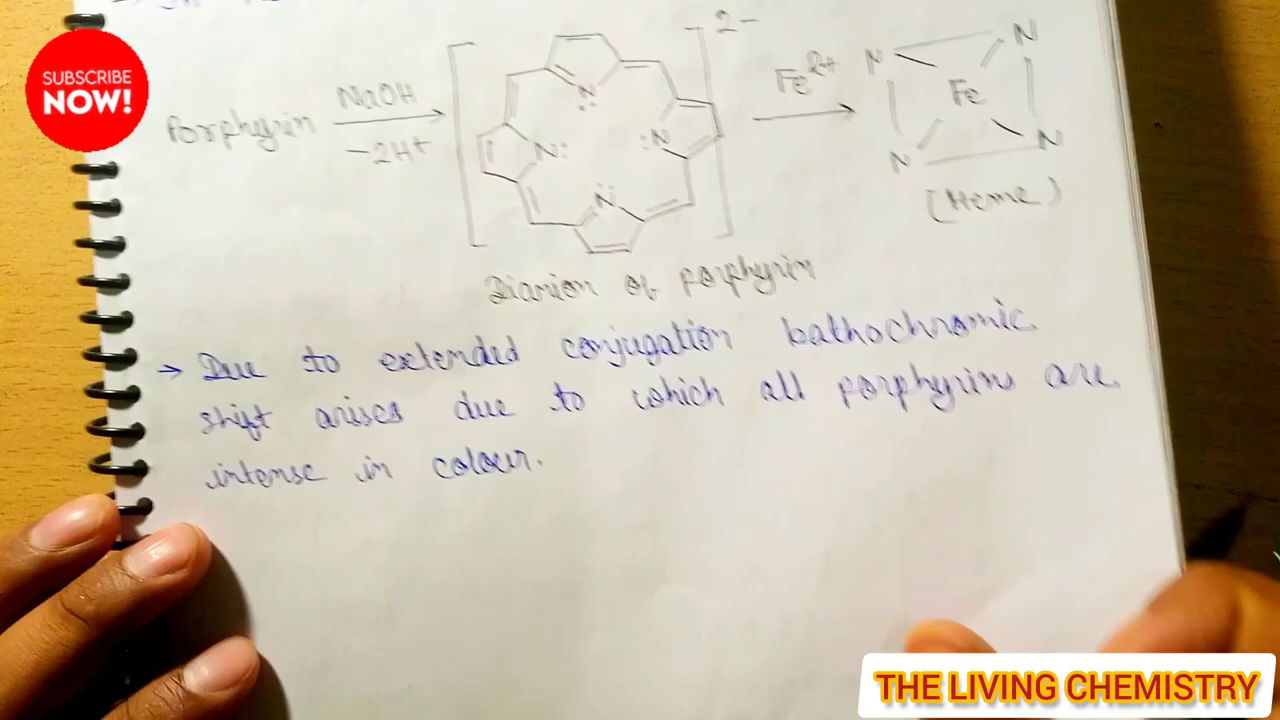 SUBSCRIBE
NOW!
Porphyrin
NaOH
-2H+
N
N:
:N
N
2-
Fe2+
N
N
Fe
N
N
(Heme)
Dianion of porphyrin
→ Due to extended conjugation bathochromic
shift arises due to which all porphyrins are
intense in colour.
THE LIVING CHEMISTRY